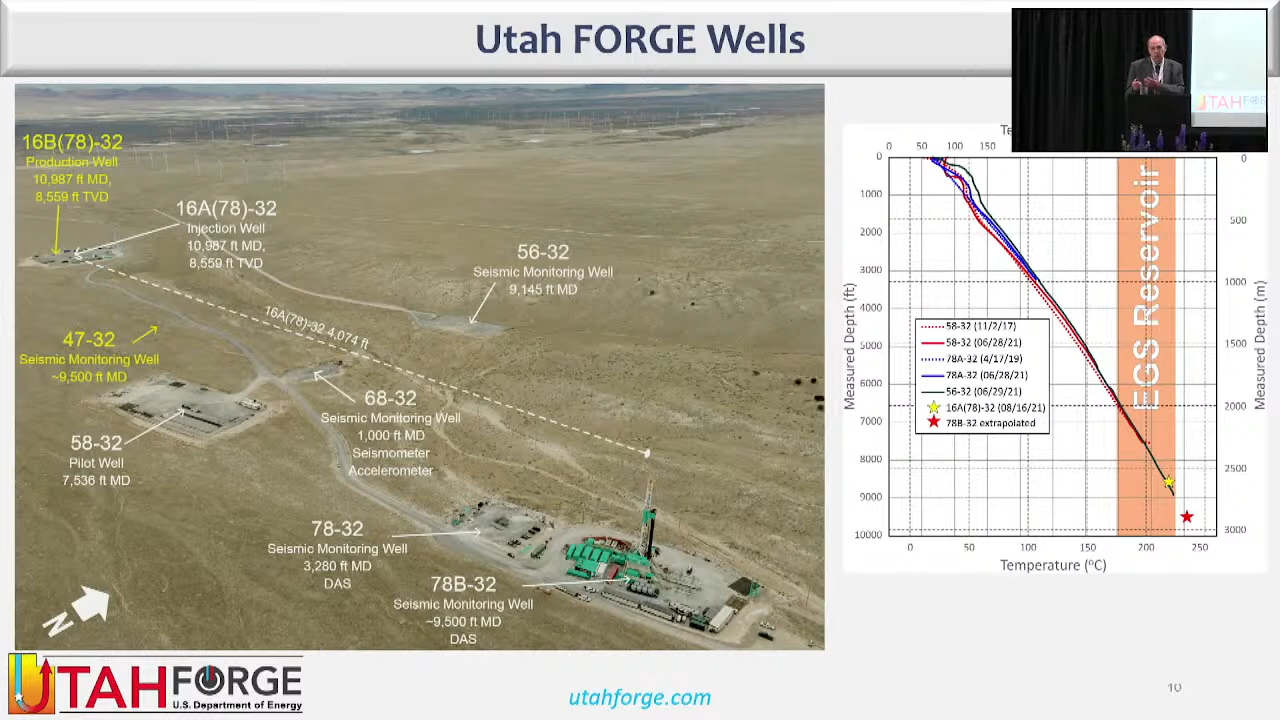 Utah FORGE Wells
16B(78)-32
Production Well
10,987 ft MD,
8,559 ft TVD
16A(78)-32
Injection Well
10,987 ft MD,
8,559 ft TVD
56-32
Seismic Monitoring Well
9,145 ft MD
16A(78)-32 4,074 ft
47-32
Seismic Monitoring Well
~9,500 ft MD
68-32
Seismic Monitoring Well
1,000 ft MD
Seismometer
Accelerometer
58-32
Pilot Well
7,536 ft MD
78-32
Seismic Monitoring Well
3,280 ft MD
DAS
78B-32
Seismic Monitoring Well
~9,500 ft MD
DAS
N
UTAH FORGE
U.S. Department of Energy
utahforge.com
10
TAHFO
Te
0 50 100 150
0
1000
2000
3000
4000
5000
6000
7000
8000
9000
10000
Measured Depth (ft)
58-32 (11/2/17)
58-32 (06/28/21)
78A-32 (4/17/19)
78A-32 (06/28/21)
56-32 (06/29/21)
16A(78)-32 (08/16/21)
78B-32 extrapolated
EGS Reservoir
0
500
1000
1500
2000
2500
3000
Measured Depth (m)
0 50 100 150 200 250
Temperature (°C)